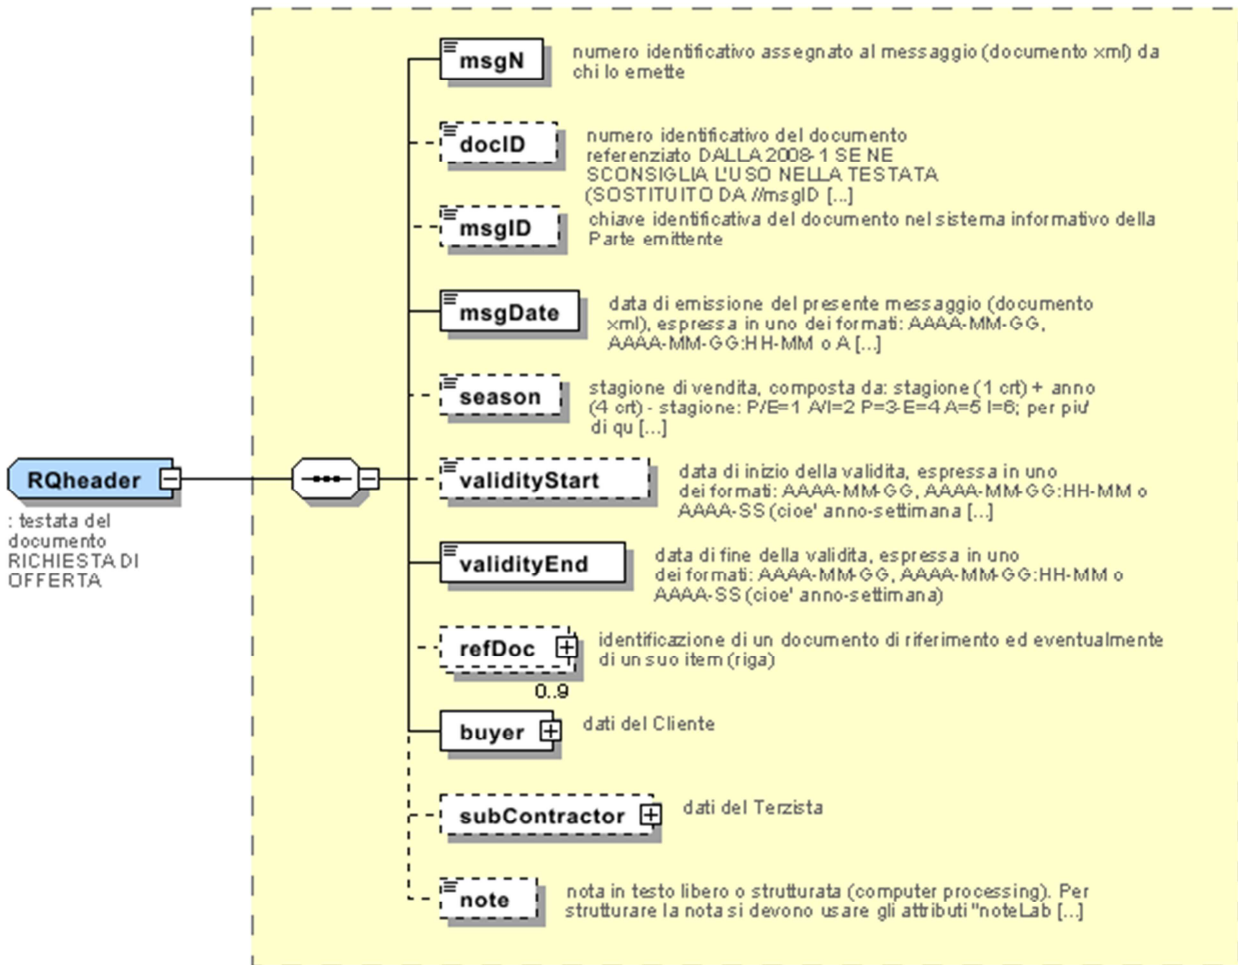 msgN
numero identificativo assegnato al messaggio (documento xml) da
chi lo emette
docID
numero identificativo del documento
referenziato DALLA 2008-1 SE NE
SCONSIGLIA L'USO NELLA TESTATA
(SOSTITUITO DA //msgID [...]
msgID
chiave identificativa del documento nel sistema informativo della
Parte emittente
msgDate
data di emissione del presente messaggio (documento
xml), espressa in uno dei formati: AAAA-MM-GG,
AAAA-MM-GG:HH-MM o A [...]
season
stagione di vendita, composta da: stagione (1 crt) + anno
(4 crt) - stagione: P/E=1 A/I=2 P=3 E=4 A=5 I=6; per piu'
di qu [...]
RQheader
: testata del
documento
RICHIESTA DI
OFFERTA
validityStart
data di inizio della validita, espressa in uno
dei formati: AAAA-MM-GG, AAAA-MM-GG:HH-MM o
AAAA-SS (cioe' anno-settimana [...]
validityEnd
data di fine della validita, espressa in uno
dei formati: AAAA-MM-GG, AAAA-MM-GG:HH-MM o
AAAA-SS (cioe' anno-settimana)
refDoc
0..9
identificazione di un documento di riferimento ed eventualmente
di un suo item (riga)
buyer
dati del Cliente
subContractor
dati del Terzista
note
nota in testo libero o strutturata (computer processing). Per
strutturare la nota si devono usare gli attributi "noteLab [...]